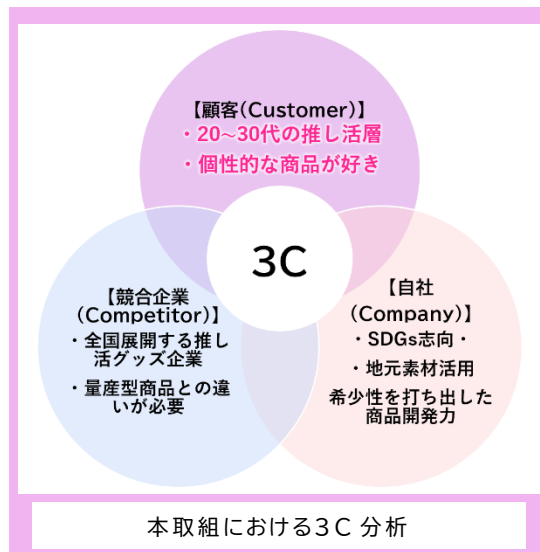 【顧客(Customer)】
・20~30代の推し活層
・個性的な商品が好き
3C
【競合企業
(Competitor)】
・全国展開する推し
活グッズ企業
・量産型商品との違
いが必要
【自社
(Company)】
・SDGs志向・
・地元素材活用
希少性を打ち出した
商品開発力
本取組における3C 分析